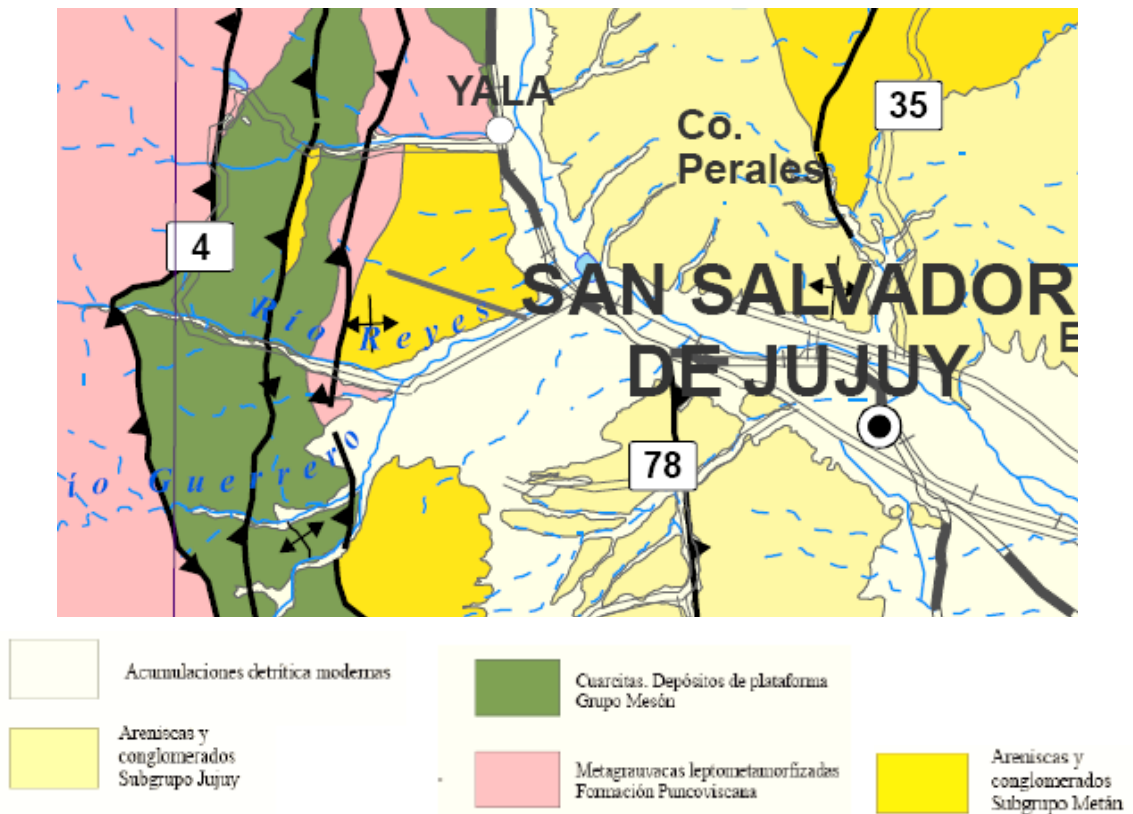 YALA
35
Co.
Perales
4
SAN SALVADOR
Río Reyes
E
DE JUJUY
78
ío Guerrero
Acumulaciones detrítica modernas
Areniscas y
conglomerados
Subgrupo Jujuy
Cuarcitas. Depósitos de plataforma
Grupo Mesón
Metagrauvacas leptometamorfizadas
Formación Puncoviscana
Areniscas y
conglomerados
Subgrupo Metán